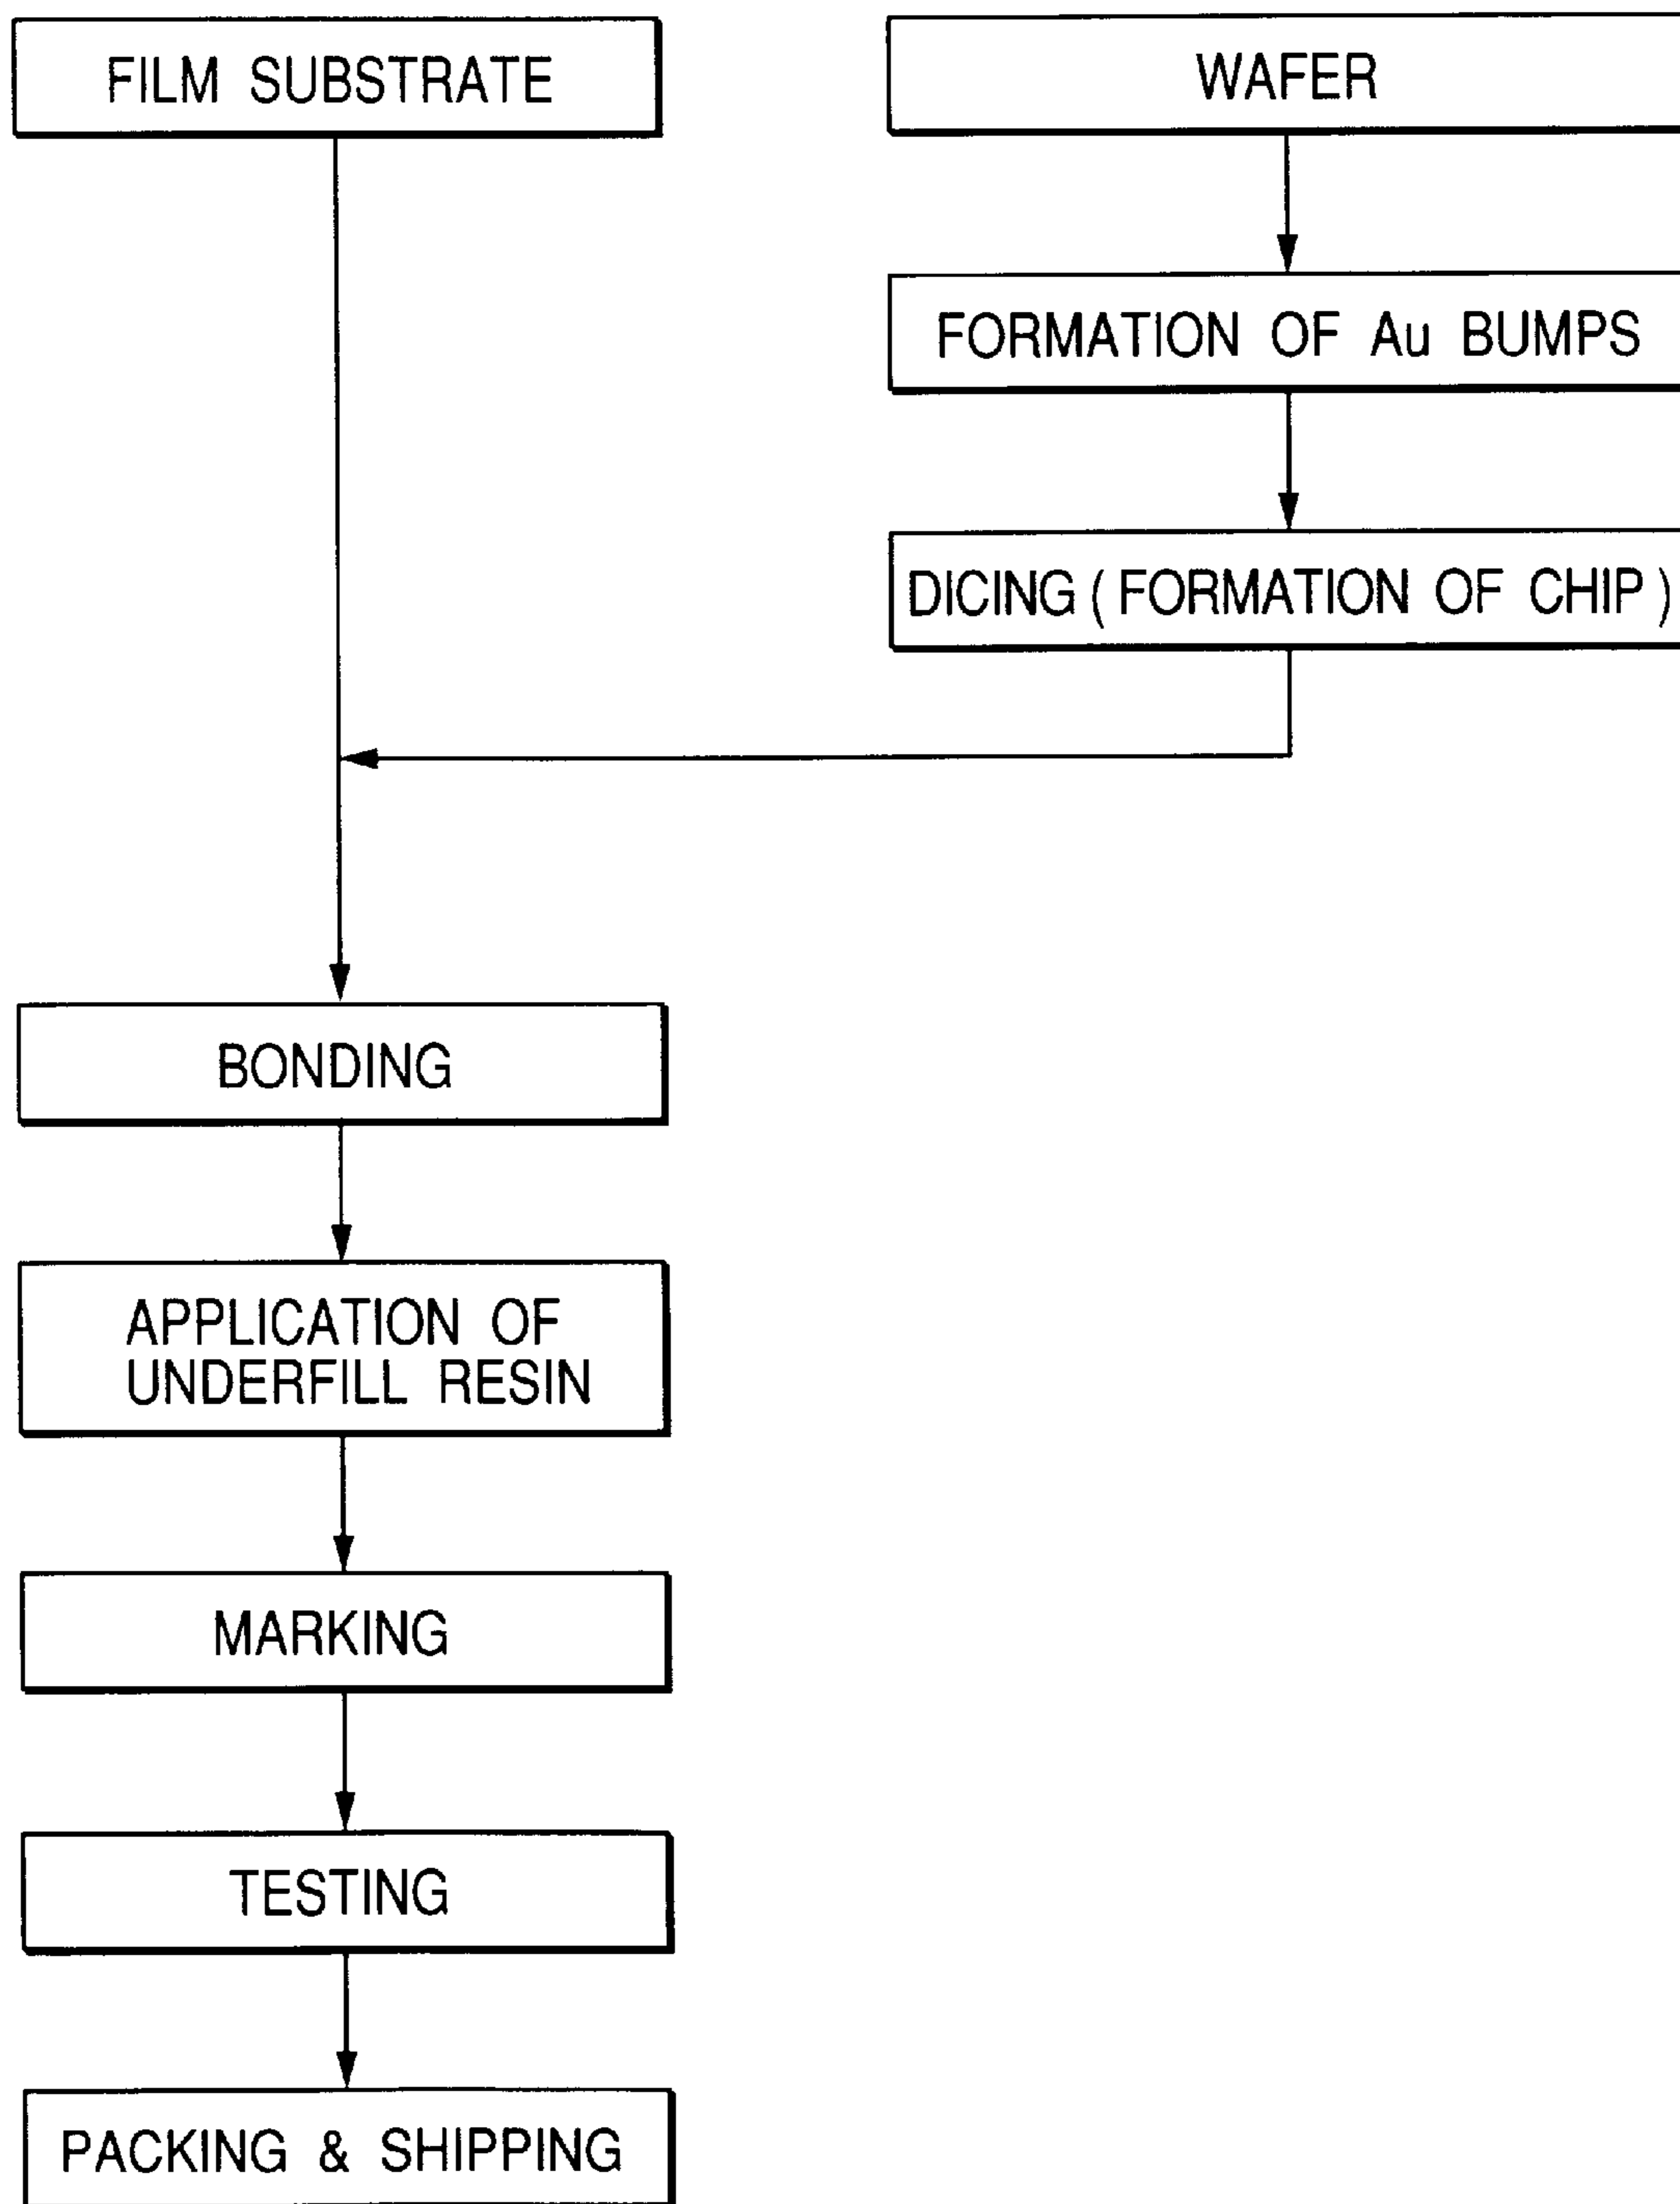 FILM SUBSTRATE
WAFER
FORMATION OF Au BUMPS
DICING ( FORMATION OF CHIP )
BONDING
APPLICATION OF
UNDERFILL RESIN
MARKING
TESTING
PACKING & SHIPPING